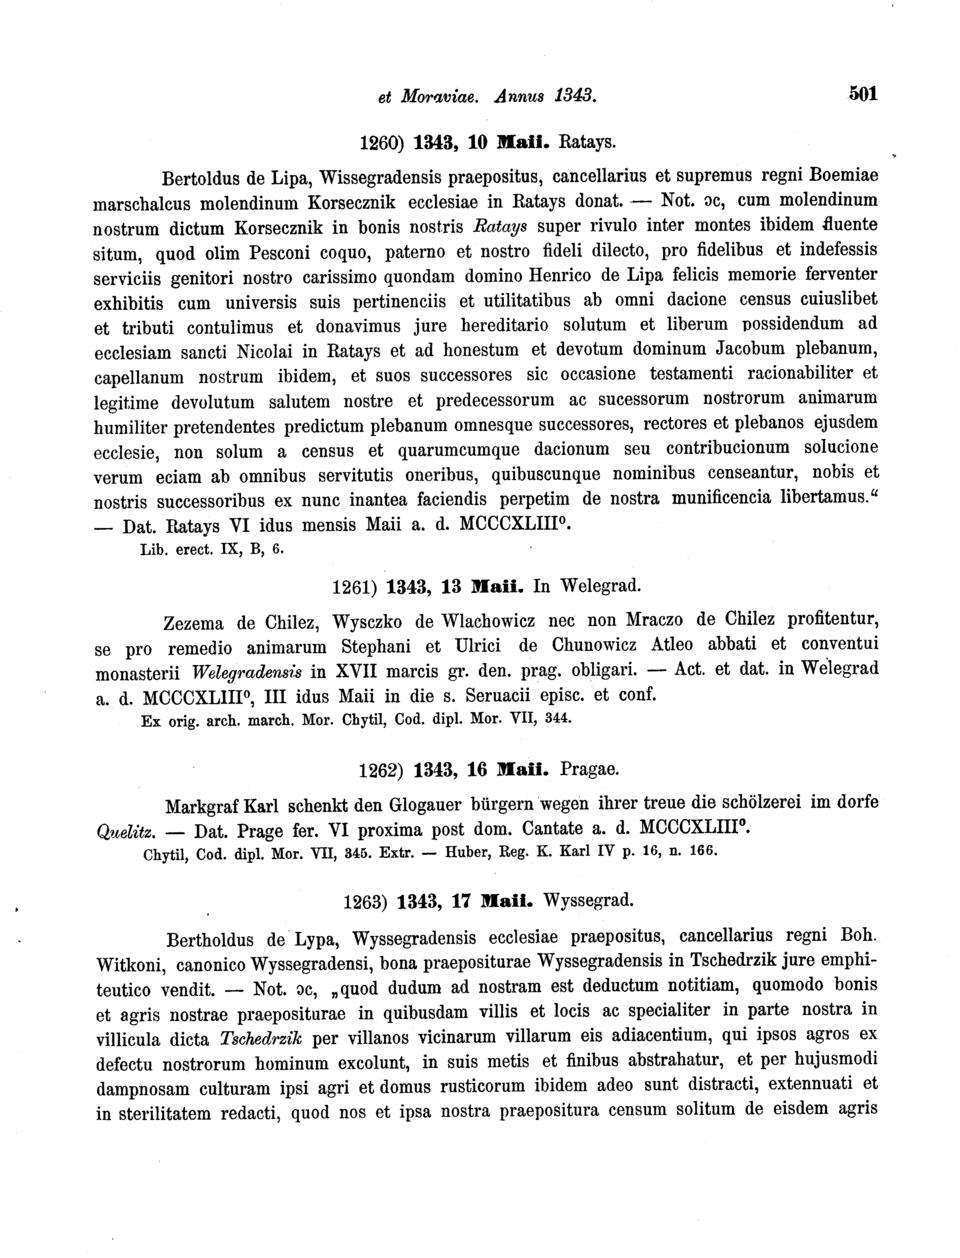 et Moraviae. Annus 1343. 501
1260) 1343, 10 Maii. Ratays.
Bertoldus de Lipa, Wissegradensis praepositus, cancellarius et supremus regni Boemiae
marschalcus molendinum Korsecznik ecclesiae in Ratays donat. — Not. ɔc, cum molendinum
nostrum dictum Korsecznik in bonis nostris Ratays super rivulo inter montes ibidem fluente
situm, quod olim Pesconi coquo, paterno et nostro fideli dilecto, pro fidelibus et indefessis
serviciis genitori nostro carissimo quondam domino Henrico de Lipa felicis memorie ferventer
exhibitis cum universis suis pertinenciis et utilitatibus ab omni dacione census cuiuslibet
et tributi contulimus et donavimus jure hereditario solutum et liberum possidendum ad
ecclesiam sancti Nicolai in Ratays et ad honestum et devotum dominum Jacobum plebanum,
capellanum nostrum ibidem, et suos successores sic occasione testamenti racionabiliter et
legitime devolutum salutem nostre et predecessorum ac sucessorum nostrorum animarum
humiliter pretendentes predictum plebanum omnesque successores, rectores et plebanos ejusdem
ecclesie, non solum a census et quarumcumque dacionum seu contribucionum solucione
verum eciam ab omnibus servitutis oneribus, quibuscunque nominibus censeantur, nobis et
nostris successoribus ex nunc inantea faciendis perpetim de nostra munificencia libertamus.“
— Dat. Ratays VI idus mensis Maii a. d. MCCCXLIII⁰.
Lib. erect. IX, B, 6.
1261) 1343, 13 Maii. In Welegrad.
Zezema de Chilez, Wysczko de Wlachowicz nec non Mraczo de Chilez profitentur,
se pro remedio animarum Stephani et Ulrici de Chunowicz Atleo abbati et conventui
monasterii Welegradensis in XVII marcis gr. den. prag. obligari. — Act. et dat. in Welegrad
a. d. MCCCXLIII⁰, III idus Maii in die s. Seruacii episc. et conf.
Ex orig. arch. march. Mor. Chytil, Cod. dipl. Mor. VII, 344.
1262) 1343, 16 Maii. Pragae.
Markgraf Karl schenkt den Glogauer bürgern wegen ihrer treue die schölzerei im dorfe
Quelitz. — Dat. Prage fer. VI proxima post dom. Cantate a. d. MCCCXLIII⁰.
Chytil, Cod. dipl. Mor. VII, 345. Extr. — Huber, Reg. K. Karl IV p. 16, n. 166.
1263) 1343, 17 Maii. Wyssegrad.
Bertholdus de Lypa, Wyssegradensis ecclesiae praepositus, cancellarius regni Boh.
Witkoni, canonico Wyssegradensi, bona praepositurae Wyssegradensis in Tschedrzik jure emphi-
teutico vendit. — Not. ɔc, „quod dudum ad nostram est deductum notitiam, quomodo bonis
et agris nostrae praepositurae in quibusdam villis et locis ac specialiter in parte nostra in
villicula dicta Tschedrzik per villanos vicinarum villarum eis adiacentium, qui ipsos agros ex
defectu nostrorum hominum excolunt, in suis metis et finibus abstrahatur, et per hujusmodi
dampnosam culturam ipsi agri et domus rusticorum ibidem adeo sunt distracti, extennuati et
in sterilitatem redacti, quod nos et ipsa nostra praepositura censum solitum de eisdem agris